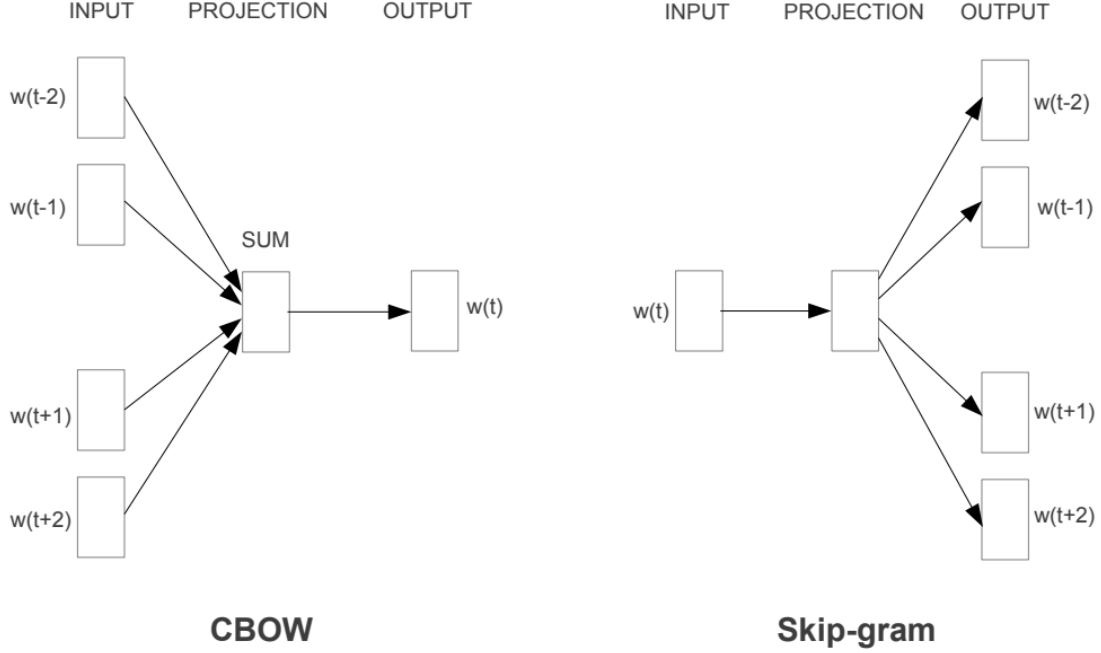 INPUT PROJECTION OUTPUT
w(t-2)
w(t-1)
SUM
w(t)
w(t+1)
w(t+2)
CBOW
INPUT PROJECTION OUTPUT
w(t-2)
w(t-1)
w(t)
w(t+1)
w(t+2)
Skip-gram